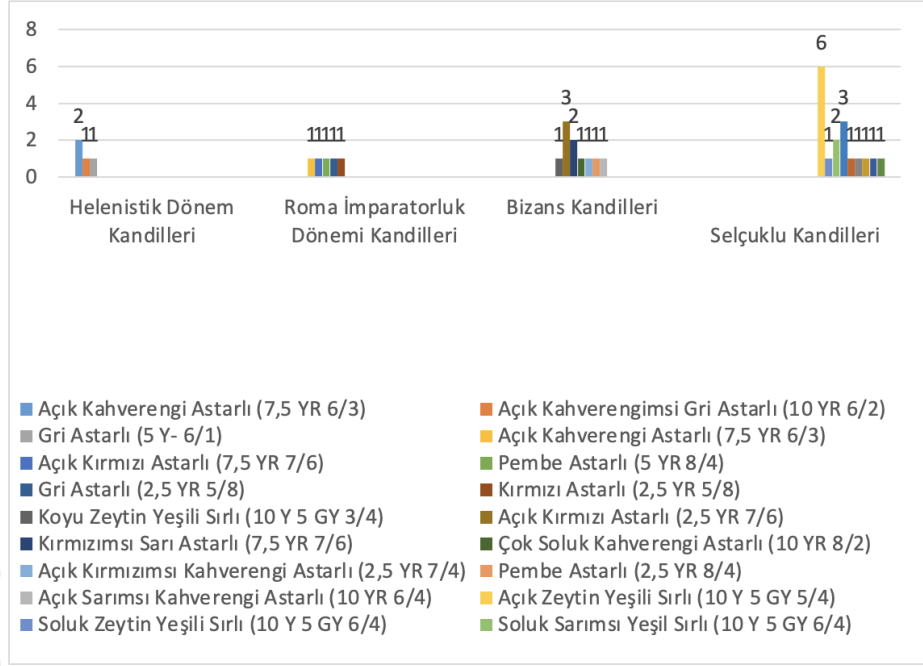 8
6
4
2
0
2
11
11111
1
3
2
11111
6
1
2
3
11111
Helenistik Dönem
Kandilleri
Roma İmparatorluk
Dönemi Kandilleri
Bizans Kandilleri
Selçuklu Kandilleri
Açık Kahverengi Astarlı (7,5 YR 6/3)
Açık Kahverengimsi Gri Astarlı (10 YR 6/2)
Gri Astarlı (5 Y- 6/1)
Açık Kahverengi Astarlı (7,5 YR 6/3)
Açık Kırmızı Astarlı (7,5 YR 7/6)
Pembe Astarlı (5 YR 8/4)
Gri Astarlı (2,5 YR 5/8)
Kırmızı Astarlı (2,5 YR 5/8)
Koyu Zeytin Yeşili Sırlı (10 Y 5 GY 3/4)
Açık Kırmızı Astarlı (2,5 YR 7/6)
Kırmızımsı Sarı Astarlı (7,5 YR 7/6)
Çok Soluk Kahverengi Astarlı (10 YR 8/2)
Açık Kırmızımsı Kahverengi Astarlı (2,5 YR 7/4)
Pembe Astarlı (2,5 YR 8/4)
Açık Sarımsı Kahverengi Astarlı (10 YR 6/4)
Açık Zeytin Yeşili Sırlı (10 Y 5 GY 5/4)
Soluk Zeytin Yeşili Sırlı (10 Y 5 GY 6/4)
Soluk Sarımsı Yeşil Sırlı (10 Y 5 GY 6/4)